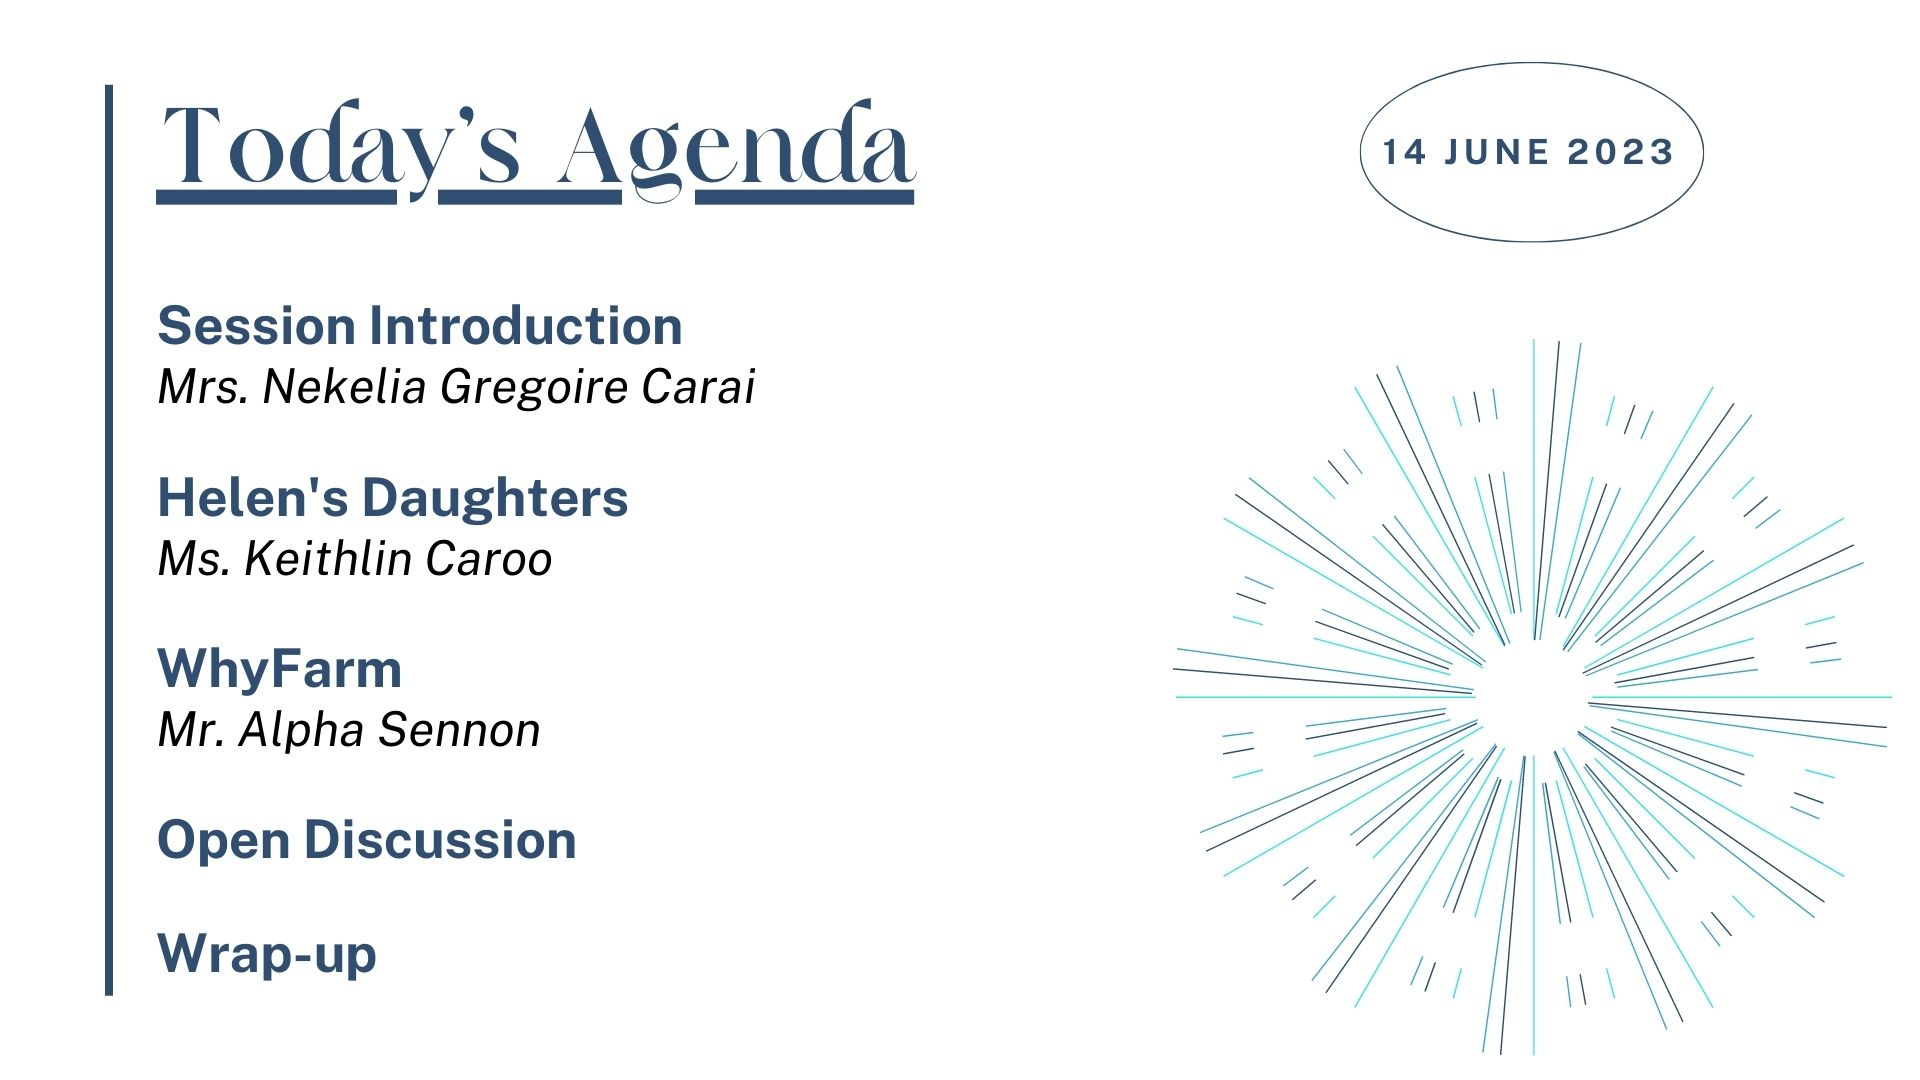 Today's Agenda
14 JUNE 2023
Session Introduction
Mrs. Nekelia Gregoire Carai
Helen's Daughters
Ms. Keithlin Caroo
WhyFarm
Mr. Alpha Sennon
Open Discussion
Wrap-up